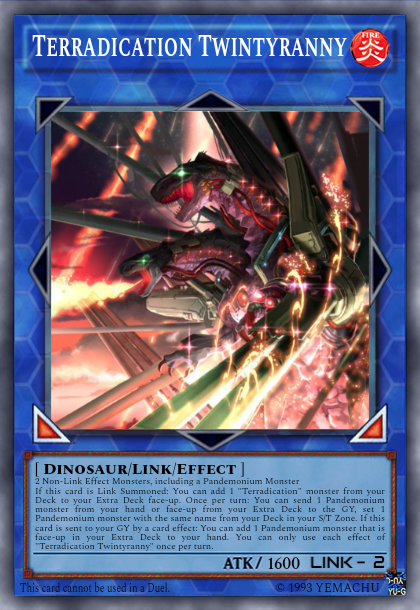 TERRADICATION TWINTYRANNY
FIRE
炎
[ DINOSAUR/LINK/EFFECT ]
2 Non-Link Effect Monsters, including a Pandemonium Monster
If this card is Link Summoned: You can add 1 "Terradication" monster from your
Deck to your Extra Deck face-up. Once per turn: You can send 1 Pandemonium
monster from your hand or face-up from your Extra Deck to the GY, set 1
Pandemonium monster with the same name from your Deck in your S/T Zone. If this
card is sent to your GY by a card effect: You can add 1 Pandemonium monster that is
face-up in your Extra Deck to your hand. You can only use each effect of
"Terradication Twintyranny" once per turn.
ATK/ 1600 LINK - 2
This card cannot be used in a Duel. © 1993 YEMACHU